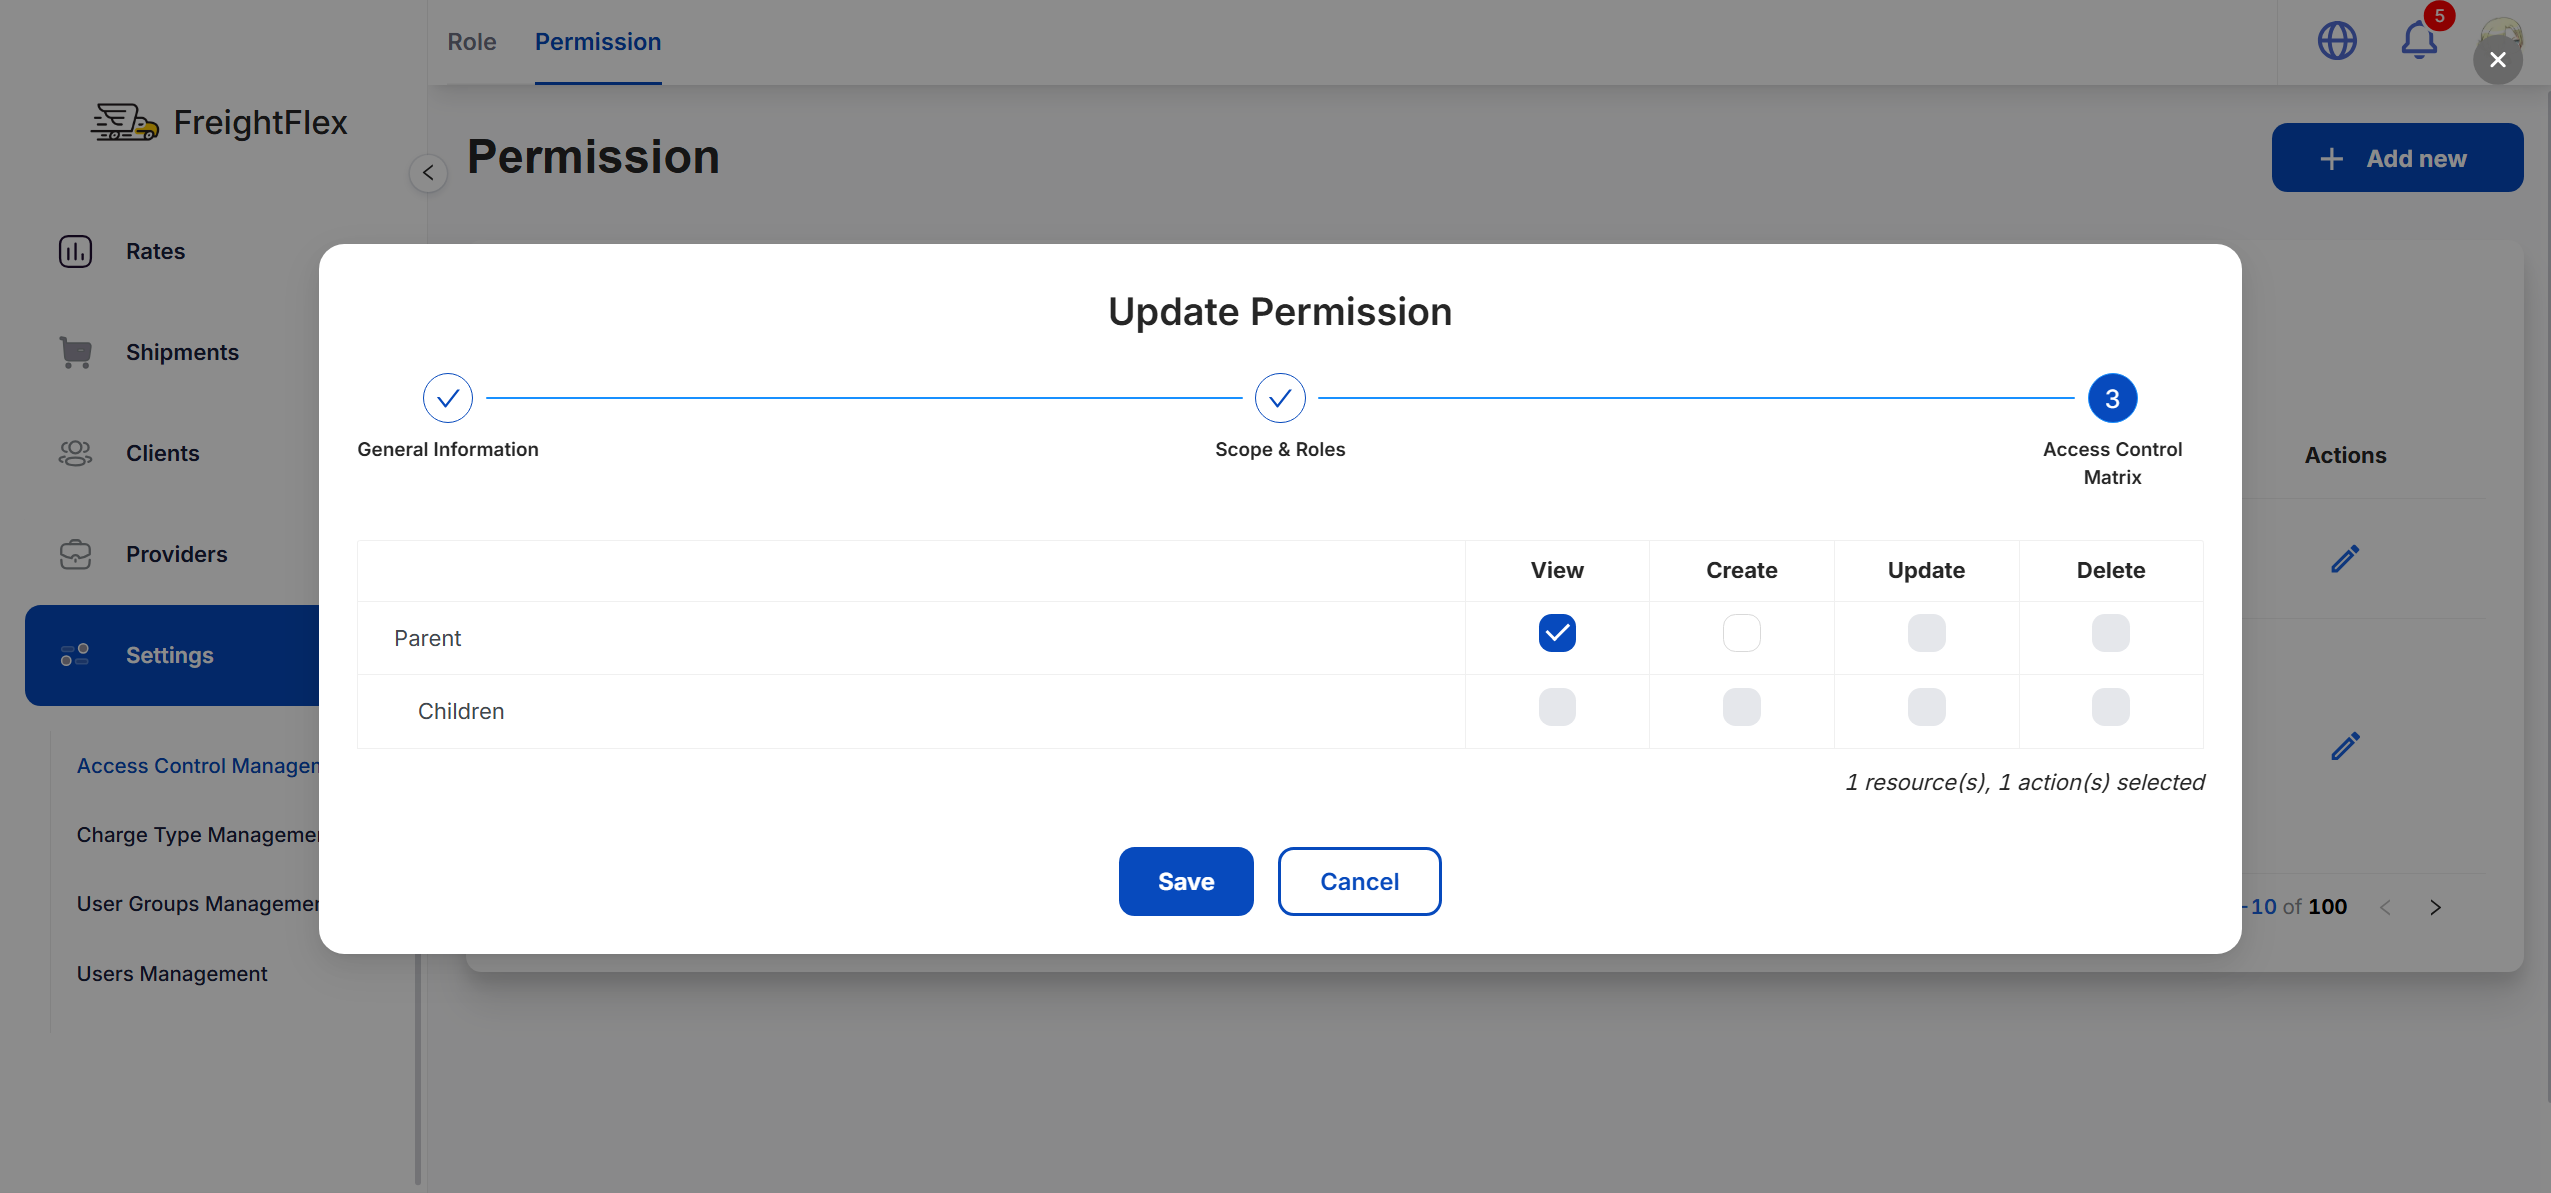 Role
Permission
5
FreightFlex
Permission
Add new
Rates
Shipments
Clients
Providers
Settings
Access Control Managem
Charge Type Managemen
User Groups Managemen
Users Management
Update Permission
3
General Information
Scope & Roles
Access Control
Matrix
Actions
View
Create
Update
Delete
Parent
Children
1 resource(s), 1 action(s) selected
Save
Cancel
-10 of 100